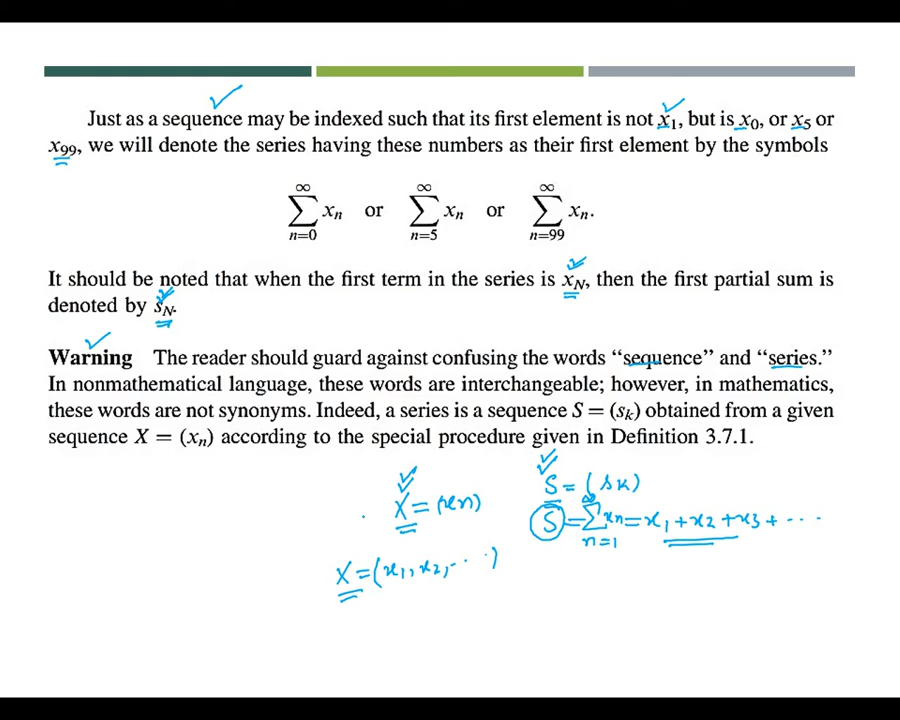 Just as a sequence may be indexed such that its first element is not x₁, but is x₀, or x₅ or
x₉₉, we will denote the series having these numbers as their first element by the symbols
∑_{n=0}^{∞} xₙ or ∑_{n=5}^{∞} xₙ or ∑_{n=99}^{∞} xₙ.
It should be noted that when the first term in the series is x_N, then the first partial sum is
denoted by s_N.
Warning The reader should guard against confusing the words “sequence” and “series.”
In nonmathematical language, these words are interchangeable; however, in mathematics,
these words are not synonyms. Indeed, a series is a sequence S = (sₖ) obtained from a given
sequence X = (xₙ) according to the special procedure given in Definition 3.7.1.
S = (sₖ)
X = (xₙ)
S = ∑_{n=1}^{∞} xₙ = x₁ + x₂ + x₃ + ...
X = (x₁, x₂, ...)